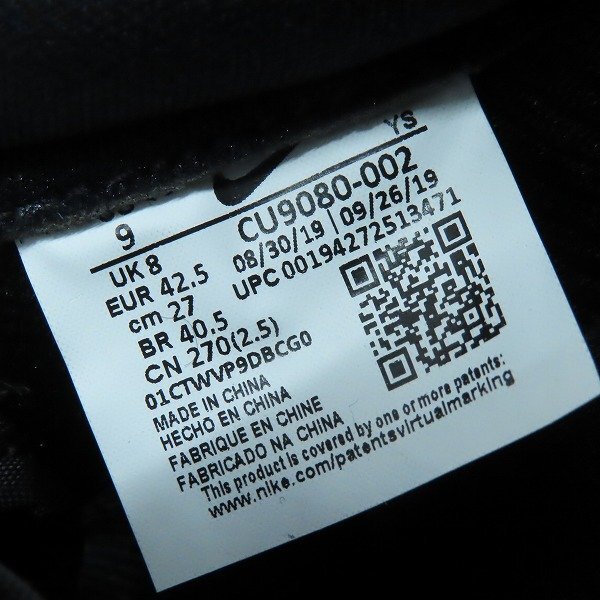 YS
9 CU9080-002
UK 8 08/30/19 | 09/26/19
EUR 42.5 UPC 00194272513471
cm 27
BR 40.5
CN 270(2.5)
01CTWVP9DBCG0
MADE IN CHINA
HECHO EN CHINA
FABRIQUE EN CHINE
FABRICADO NA CHINA
This product is covered by one or more patents:
www.nike.com/patentsvirtualmarking